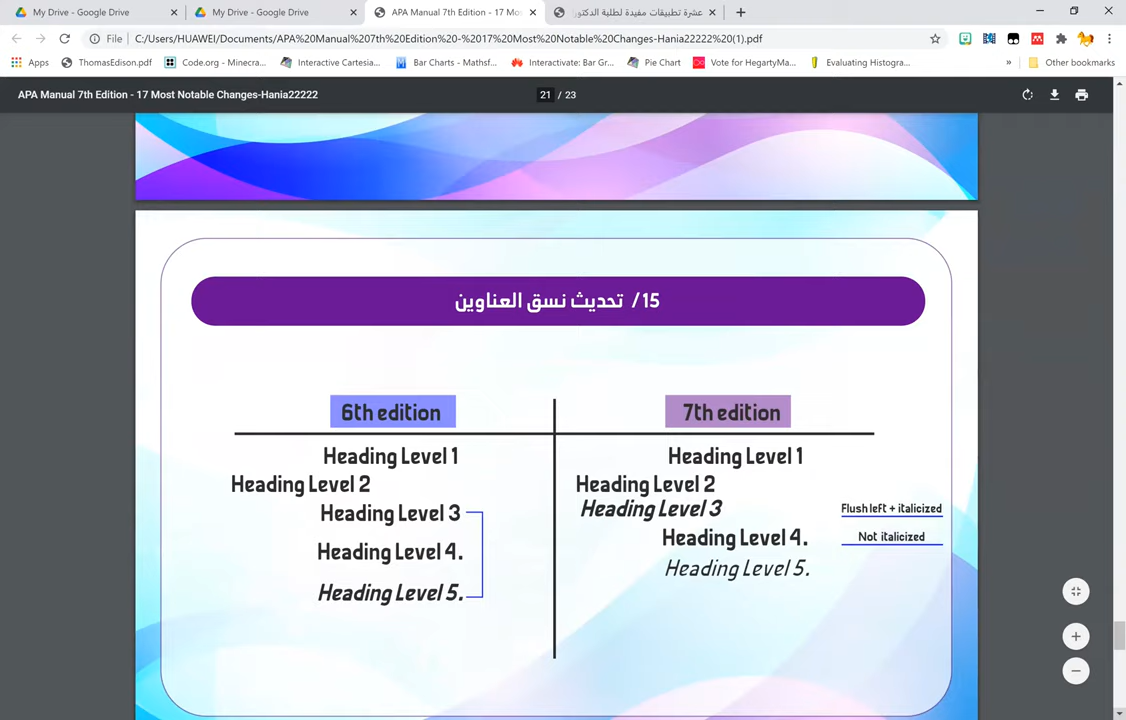 My Drive - Google Drive
My Drive - Google Drive
APA Manual 7th Edition - 17 Mos
عشرة تطبيقات مفيدة لطلبة الدكتورا
File
C:/Users/HUAWEI/Documents/APA%20Manual%207th%20Edition%20-%2017%20Most%20Notable%20Changes-Hania22222%20(1).pdf
Apps
ThomasEdison.pdf
Code.org - Minecra...
Interactive Cartesia...
Bar Charts - Mathsf...
Interactivate: Bar Gr...
Pie Chart
Vote for HegartyMa...
Evaluating Histogra...
»
Other bookmarks
APA Manual 7th Edition - 17 Most Notable Changes-Hania22222
21 / 23
15/ تحديث نسق العناوين
6th edition
Heading Level 1
Heading Level 2
Heading Level 3
Heading Level 4.
Heading Level 5.
7th edition
Heading Level 1
Heading Level 2
Heading Level 3
Flush left + italicized
Heading Level 4.
Not italicized
Heading Level 5.